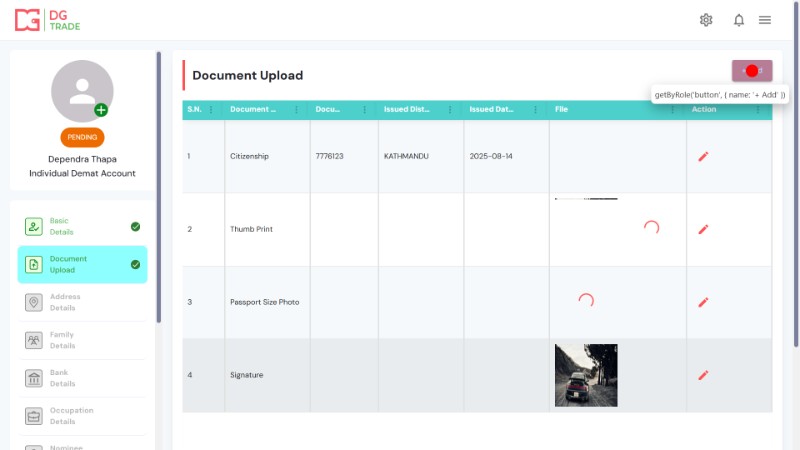 DG
TRADE
PENDING
Dependra Thapa
Individual Demat Account
Basic
Details
Document
Upload
Address
Details
Family
Details
Bank
Details
Occupation
Details
Nominee
Document Upload
getByRole('button', { name: '+ Add' })
S.N. Document ... Docu... Issued Dist... Issued Dat... File Action
1 Citizenship 7776123 KATHMANDU 2025-08-14
2 Thumb Print
3 Passport Size Photo
4 Signature